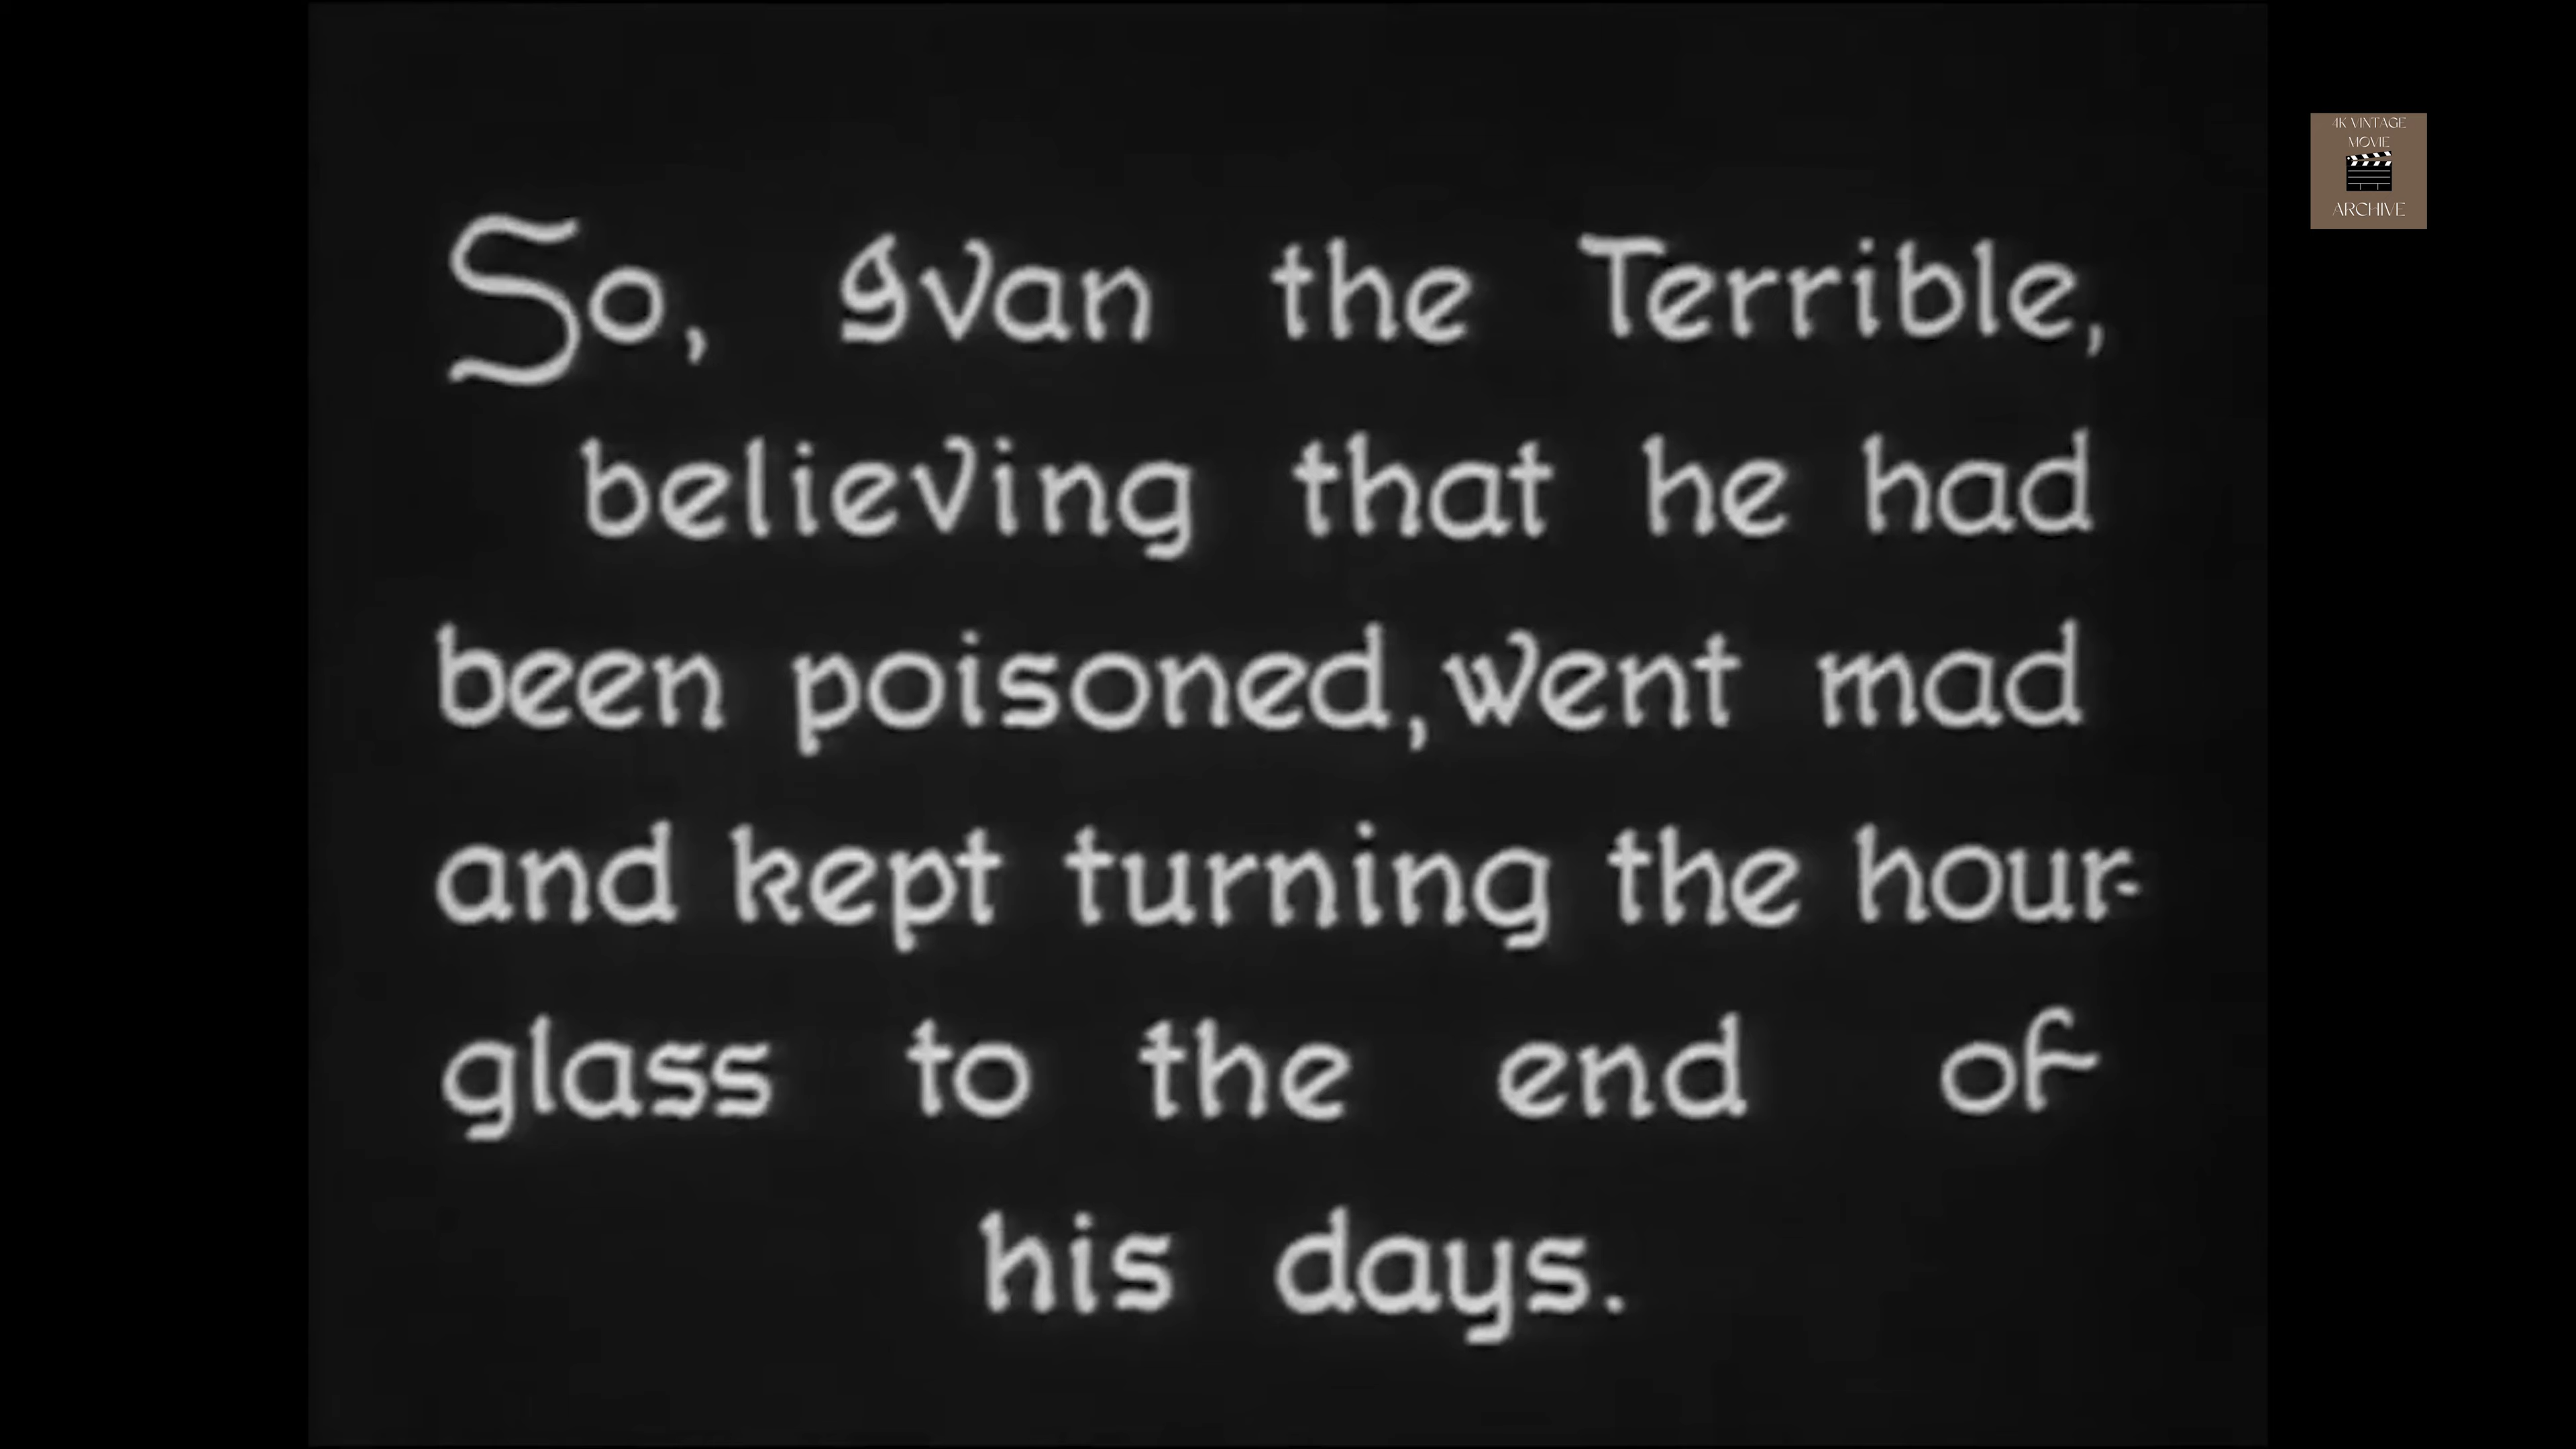 So, Ivan the Terrible,
believing that he had
been poisoned, went mad
and kept turning the hour-
glass to the end of
his days.
4K VINTAGE
MOVIE
ARCHIVE